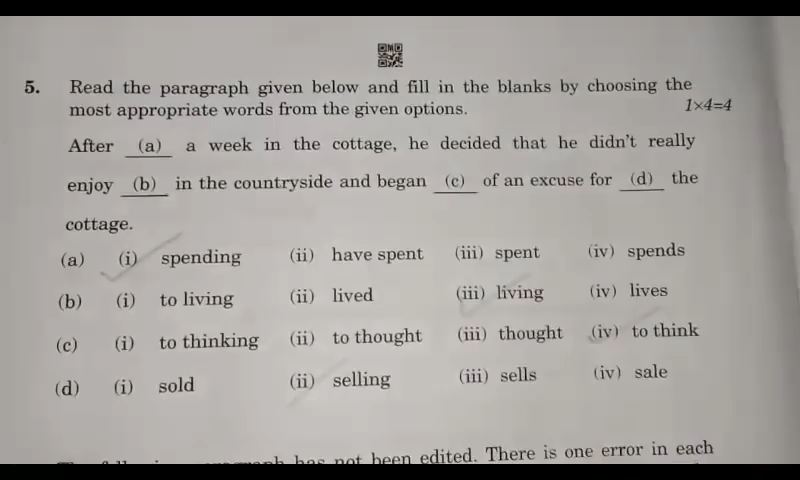 5. Read the paragraph given below and fill in the blanks by choosing the
most appropriate words from the given options. 1×4=4
After (a) a week in the cottage, he decided that he didn't really
enjoy (b) in the countryside and began (c) of an excuse for (d) the
cottage.
(a) (i) spending (ii) have spent (iii) spent (iv) spends
(b) (i) to living (ii) lived (iii) living (iv) lives
(c) (i) to thinking (ii) to thought (iii) thought (iv) to think
(d) (i) sold (ii) selling (iii) sells (iv) sale
has not been edited. There is one error in each